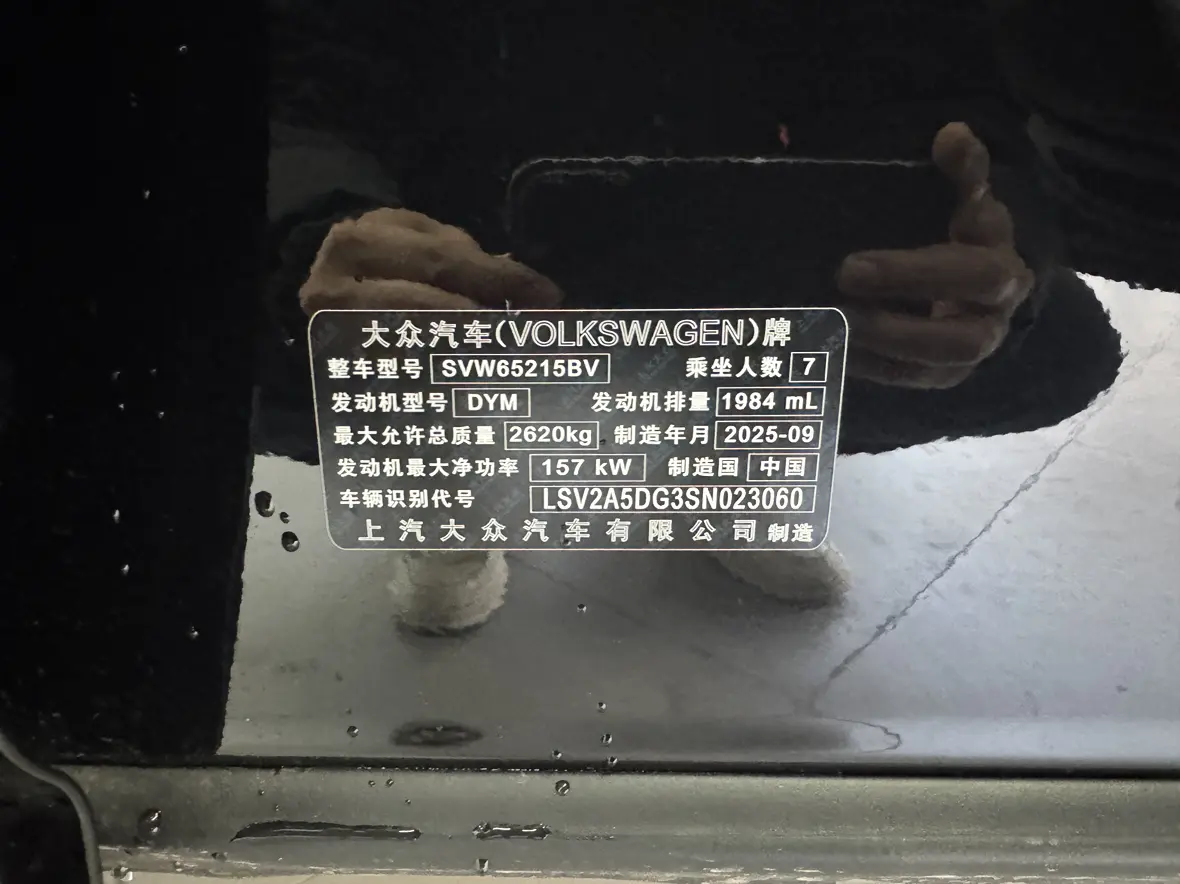 大众汽车(VOLKSWAGEN)牌
整车型号 SVW65215BV 乘坐人数 7
发动机型号 DYM 发动机排量 1984 mL
最大允许总质量 2620kg 制造年月 2025-09
发动机最大净功率 157 kW 制造国 中国
车辆识别代号 LSV2A5DG3SN023060
上汽大众汽车有限公司 制造